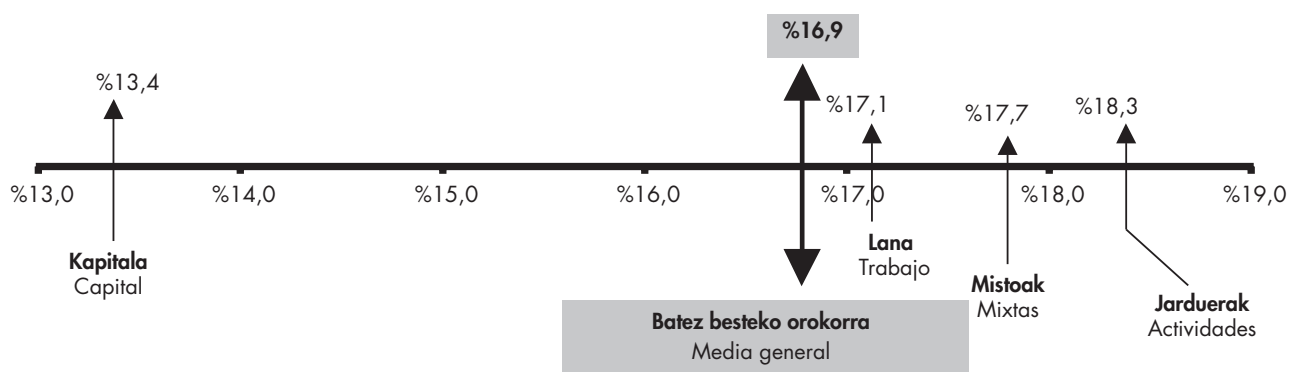 %16,9
%13,4
%17,1
%17,7
%18,3
%13,0
%14,0
%15,0
%16,0
%17,0
%18,0
%19,0
Kapitala
Capital
Lana
Trabajo
Mistoak
Mixtas
Jarduerak
Actividades
Batez besteko orokorra
Media general